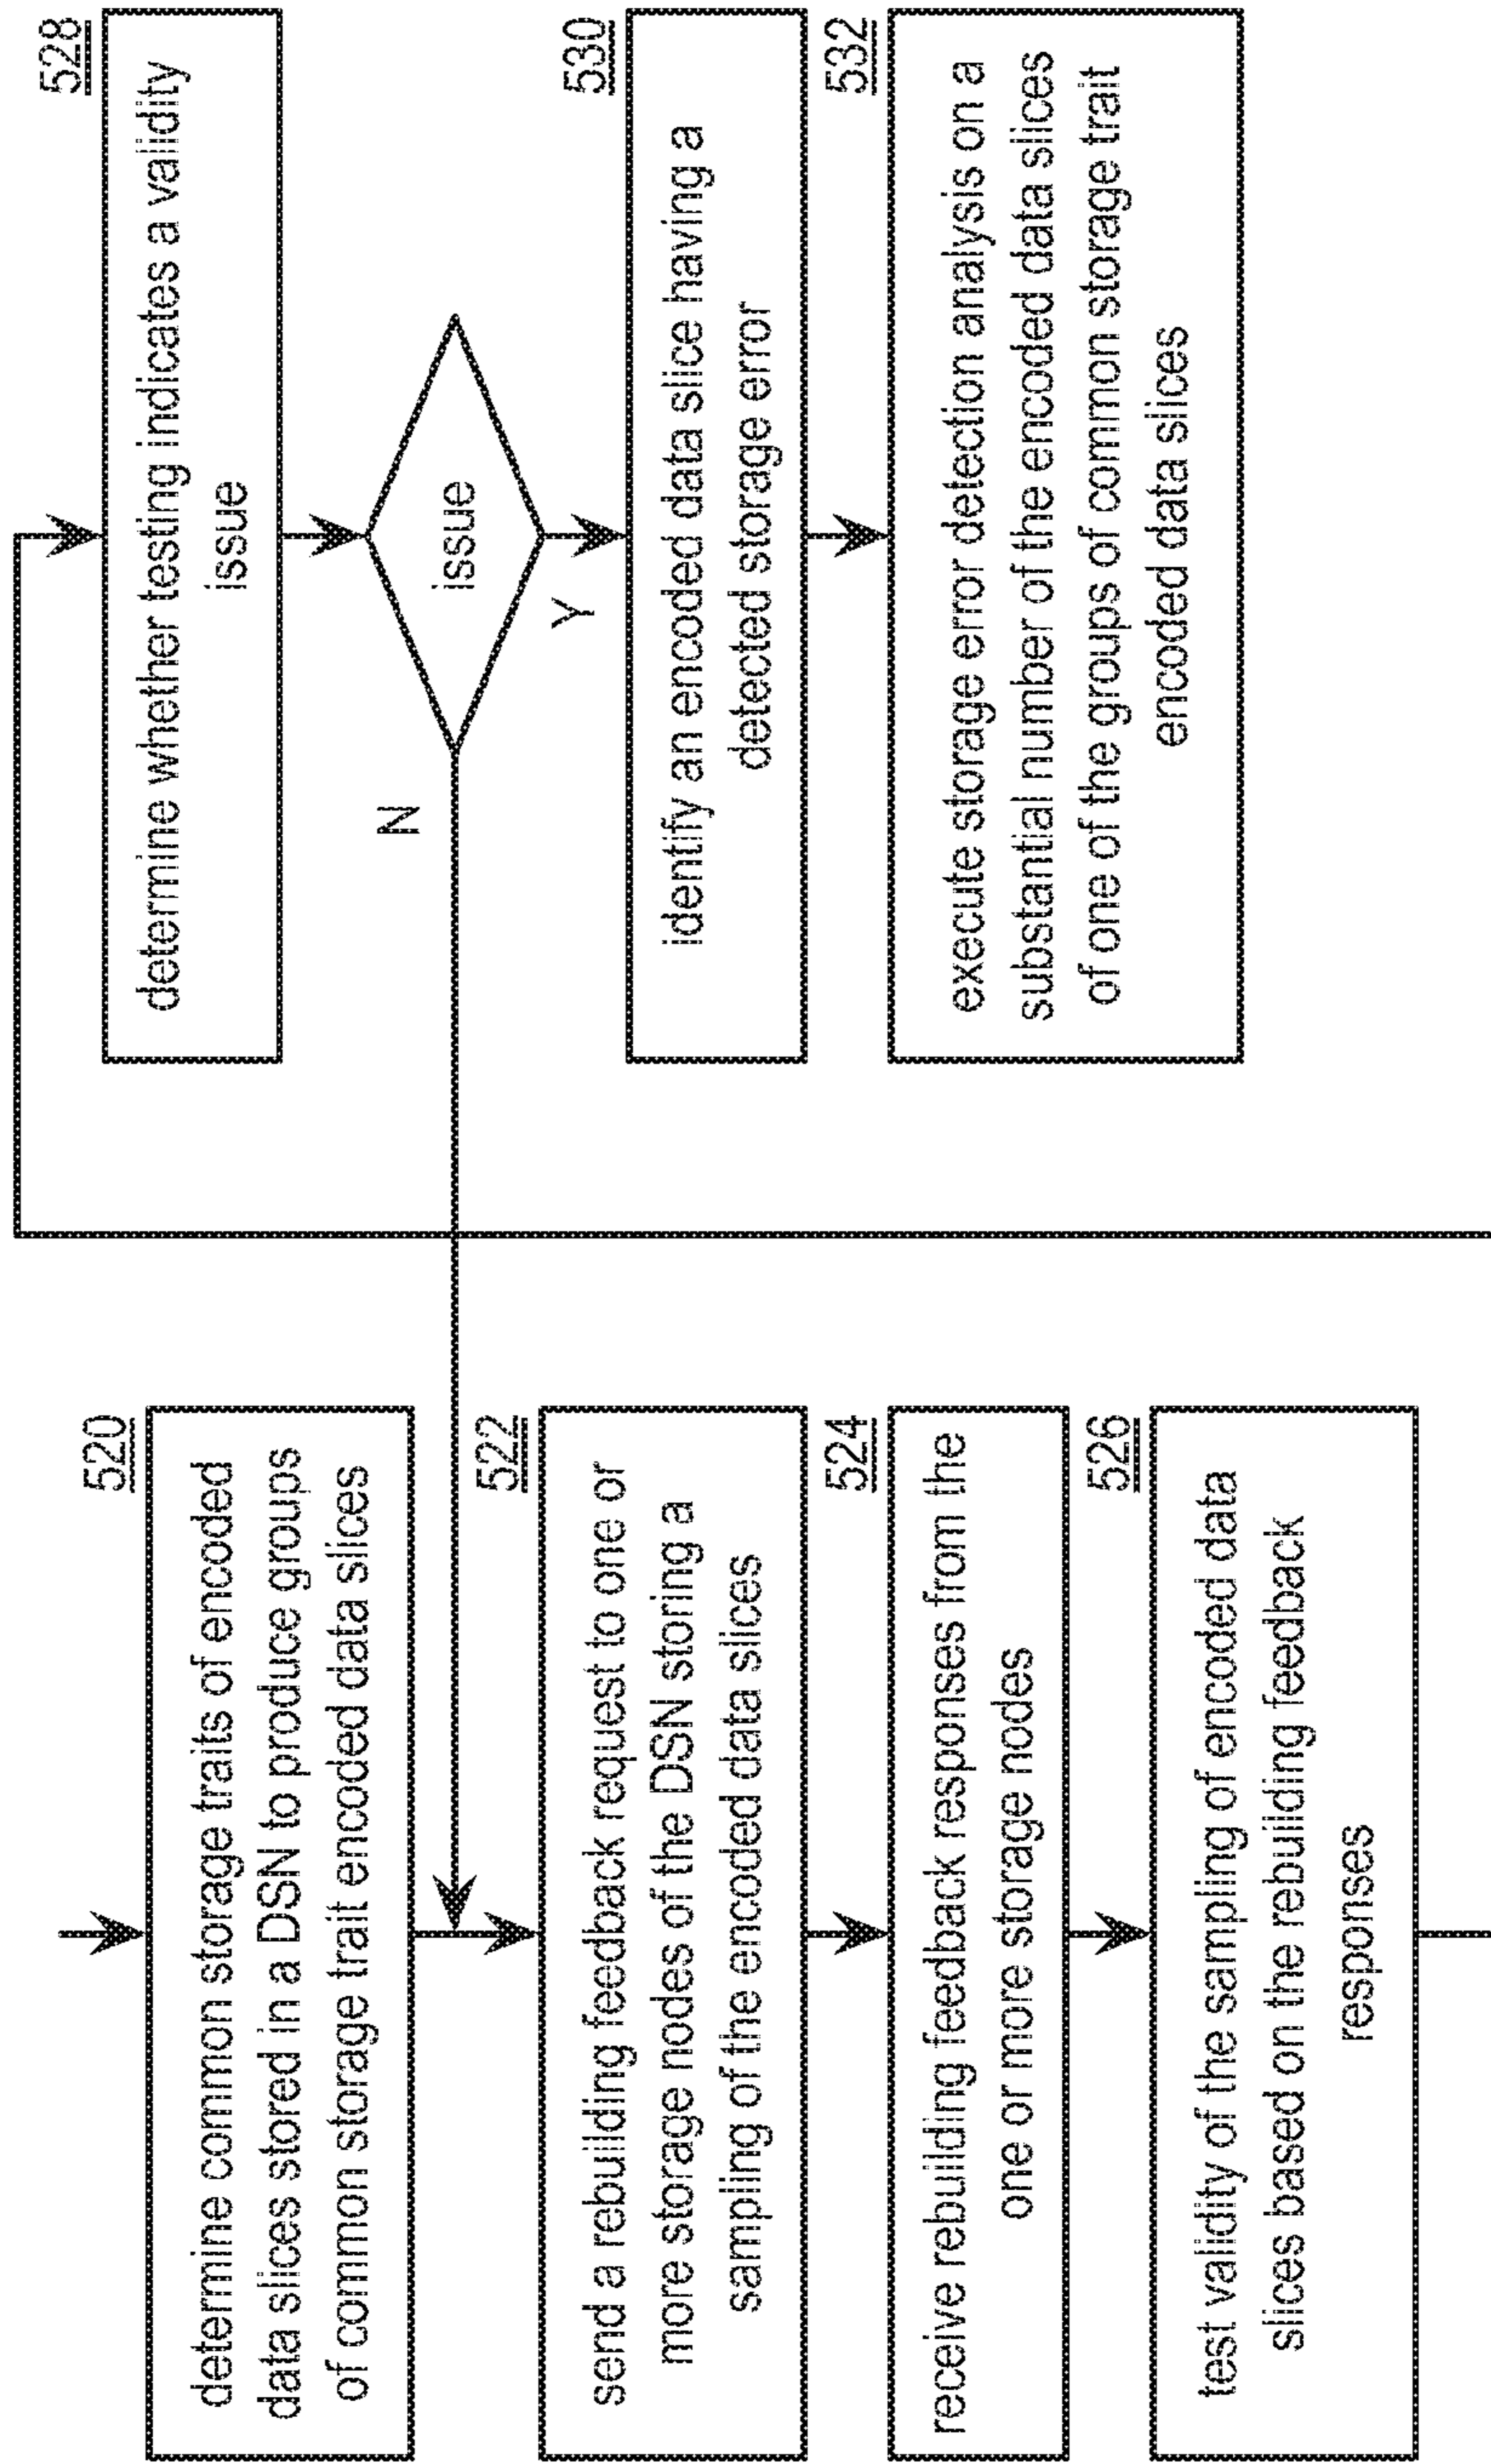 520
determine common storage traits of encoded
data slices stored in a DSN to produce groups
of common storage trait encoded data slices
522
send a rebuilding feedback request to one or
more storage nodes of the DSN storing a
sampling of the encoded data slices
524
receive rebuilding feedback responses from the
one or more storage nodes
526
test validity of the sampling of encoded data
slices based on the rebuilding feedback
responses
528
determine whether testing indicates a validity
issue
issue
N
Y
530
identify an encoded data slice having a
detected storage error
532
execute storage error detection analysis on a
substantial number of the encoded data slices
of one of the groups of common storage trait
encoded data slices